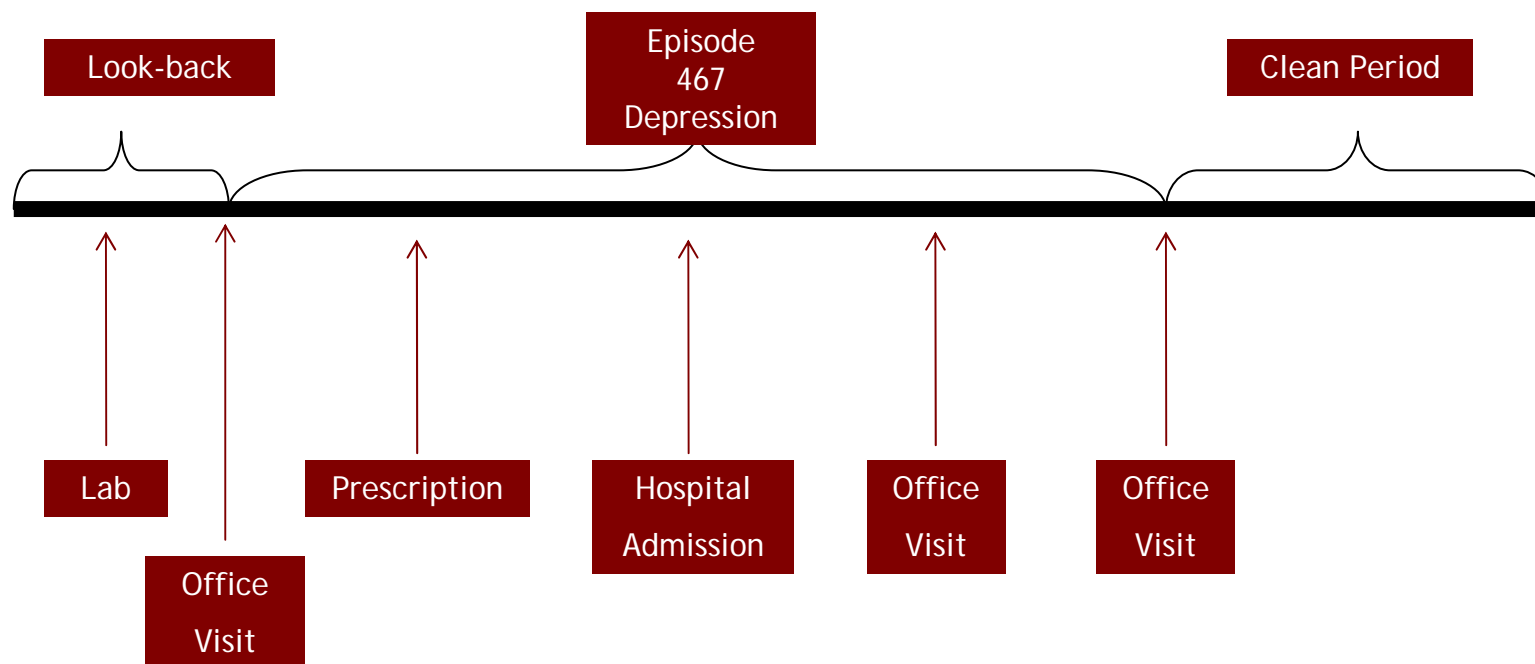 Look-back
Episode
467
Depression
Clean Period
Lab
Prescription
Hospital
Admission
Office
Visit
Office
Visit
Office
Visit